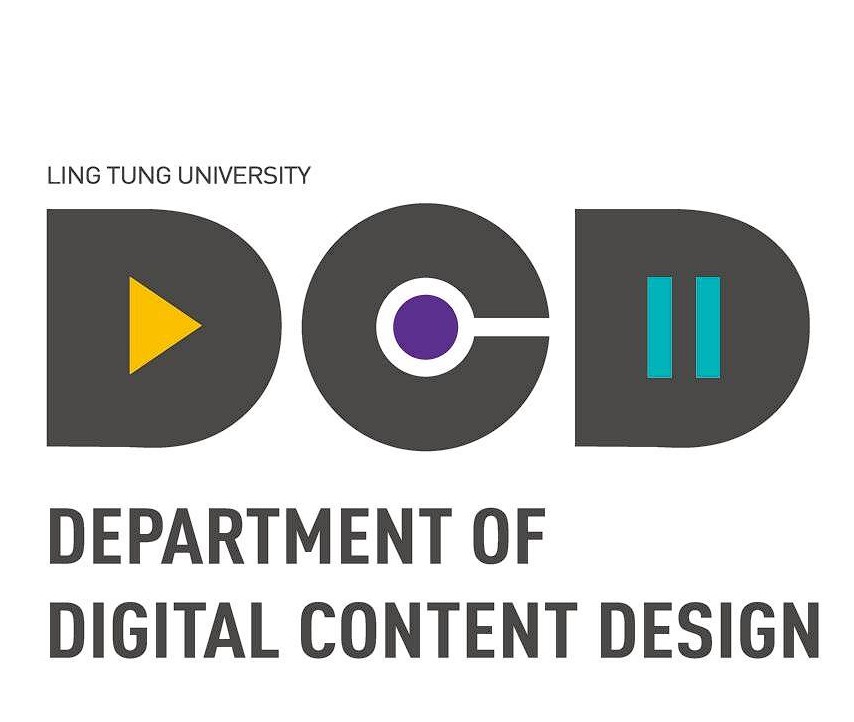 LING TUNG UNIVERSITY
DCD
DEPARTMENT OF
DIGITAL CONTENT DESIGN